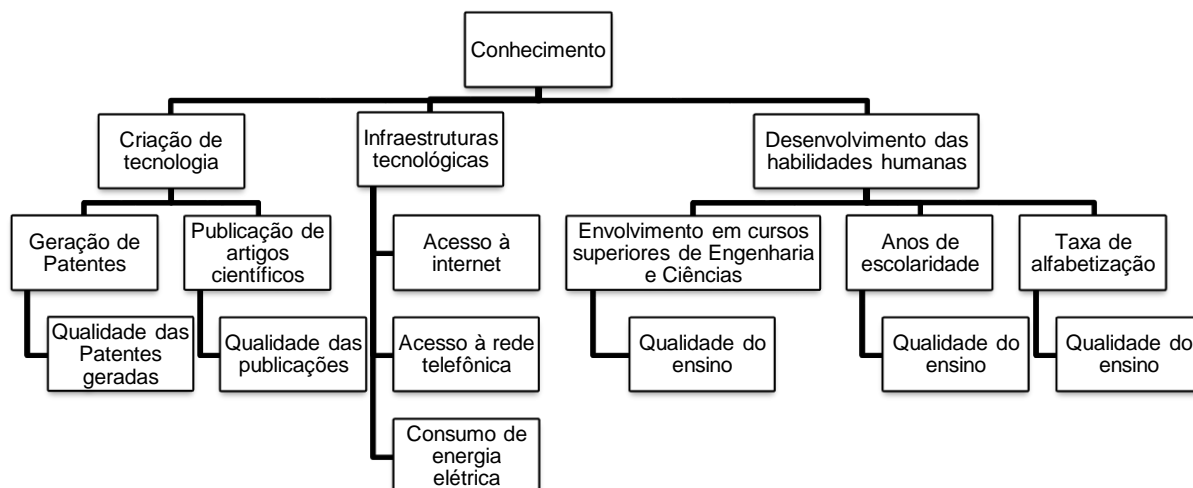 Conhecimento
Criação de
tecnologia
Infraestruturas
tecnológicas
Desenvolvimento das
habilidades humanas
Geração de
Patentes
Publicação de
artigos
científicos
Acesso à
internet
Envolvimento em cursos
superiores de Engenharia
e Ciências
Anos de
escolaridade
Taxa de
alfabetização
Qualidade das
Patentes
geradas
Qualidade das
publicações
Acesso à rede
telefônica
Qualidade do
ensino
Qualidade do
ensino
Qualidade do
ensino
Consumo de
energia
elétrica